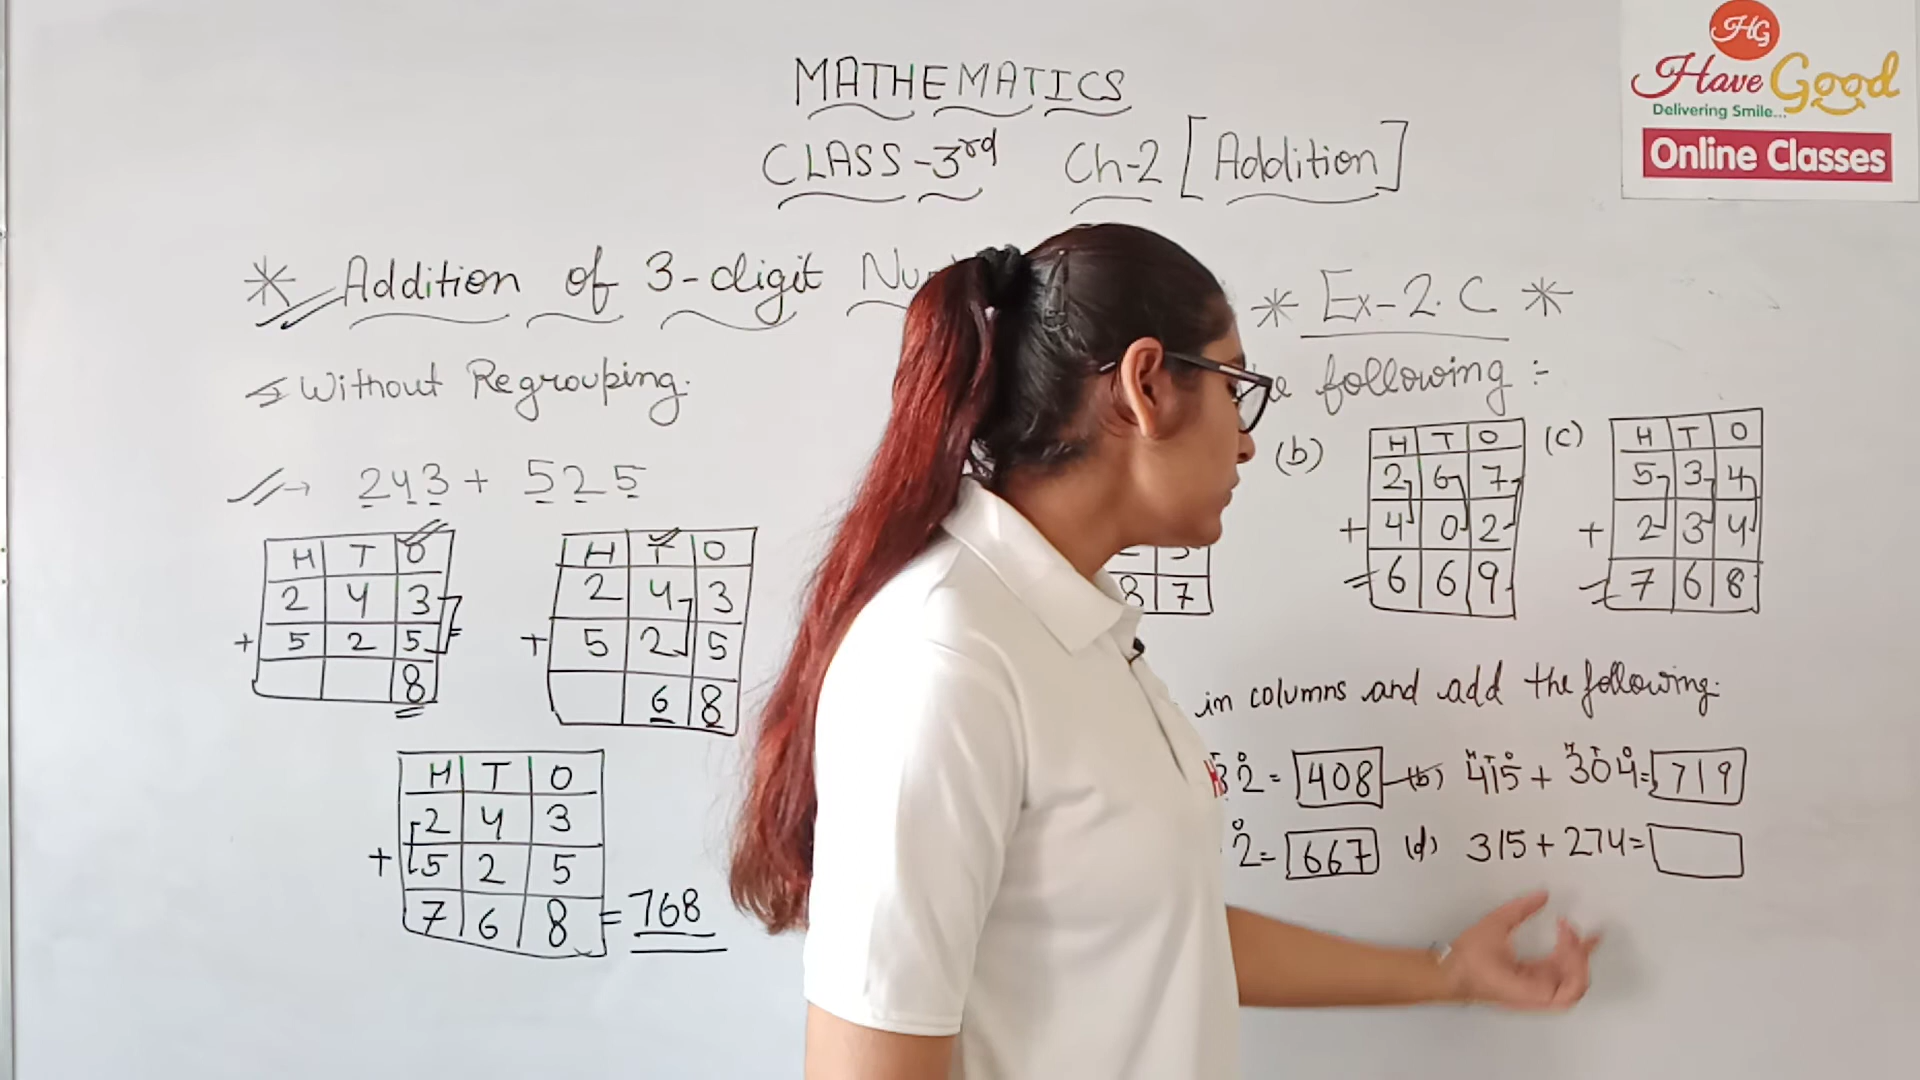 HG
Have Good
Delivering Smile...
Online Classes
MATHEMATICS
CLASS-3rd Ch-2 [Addition]
* Addition of 3-digit
Without Regrouping.
→ 243 + 525
H T O
2 4 3
+ 5 2 5
8
H T O
2 4 3
+ 5 2 5
6 8
H T O
2 4 3
+ 5 2 5
7 6 8 = 768
* Ex-2.C *
following :-
8 7
(b) H T O
2 6 7
+ 4 0 2
= 6 6 9
(c) H T O
5 3 4
+ 2 3 4
= 7 6 8
in columns and add the following.
2 = 408 (b) H T O 415 + H T O 304 = 719
O 2 = 667 (d) 315 + 274 =